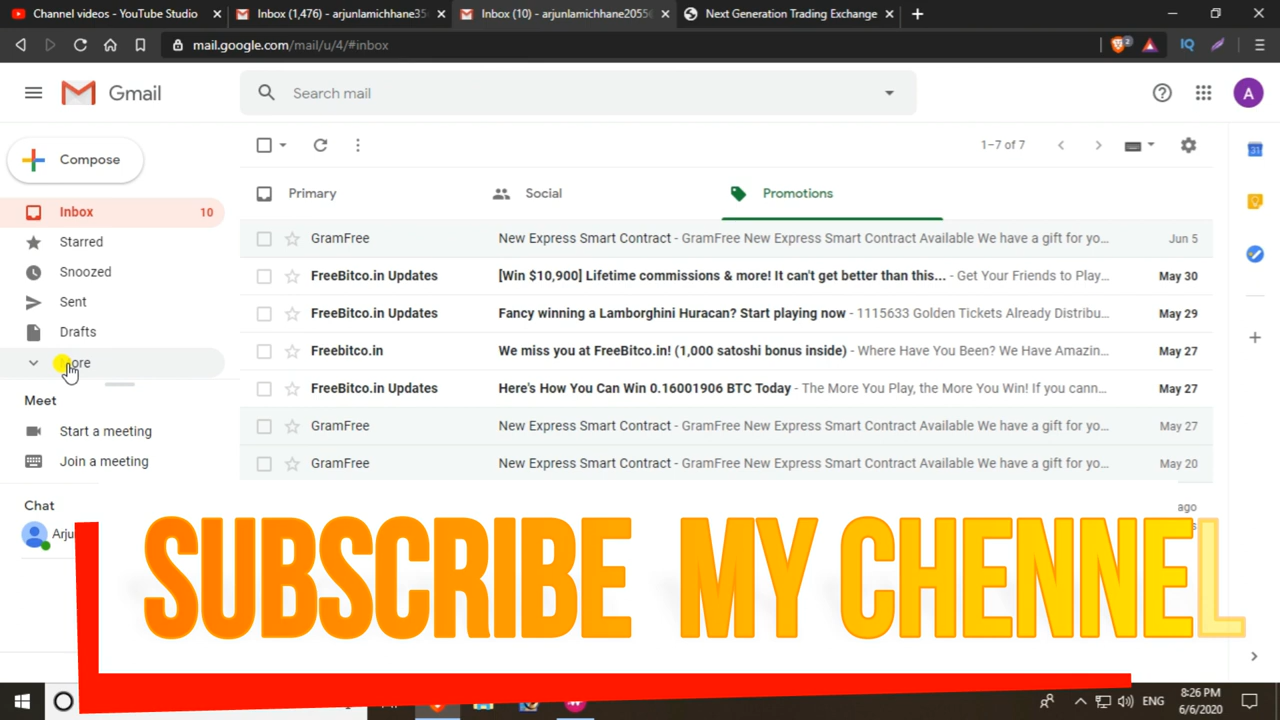 Channel videos - YouTube Studio
Inbox (1,476) - arjunlamichhane35
Inbox (10) - arjunlamichhane2055
Next Generation Trading Exchange
mail.google.com/mail/u/4/#inbox
2
IQ
Gmail
Search mail
A
Compose
1–7 of 7
31
Primary
Social
Promotions
Inbox 10
Starred
Snoozed
Sent
Drafts
Meet
Start a meeting
Join a meeting
Chat
Arju
GramFree New Express Smart Contract - GramFree New Express Smart Contract Available We have a gift for yo... Jun 5
FreeBitco.in Updates [Win $10,900] Lifetime commissions & more! It can't get better than this... - Get Your Friends to Play... May 30
FreeBitco.in Updates Fancy winning a Lamborghini Huracan? Start playing now - 1115633 Golden Tickets Already Distribu... May 29
Freebitco.in We miss you at FreeBitco.in! (1,000 satoshi bonus inside) - Where Have You Been? We Have Amazin... May 27
FreeBitco.in Updates Here's How You Can Win 0.16001906 BTC Today - The More You Play, the More You Win! If you cann... May 27
GramFree New Express Smart Contract - GramFree New Express Smart Contract Available We have a gift for yo... May 27
GramFree New Express Smart Contract - GramFree New Express Smart Contract Available We have a gift for yo... May 20
ago
SUBSCRIBE MY CHENNEL
ENG
8:26 PM
6/6/2020